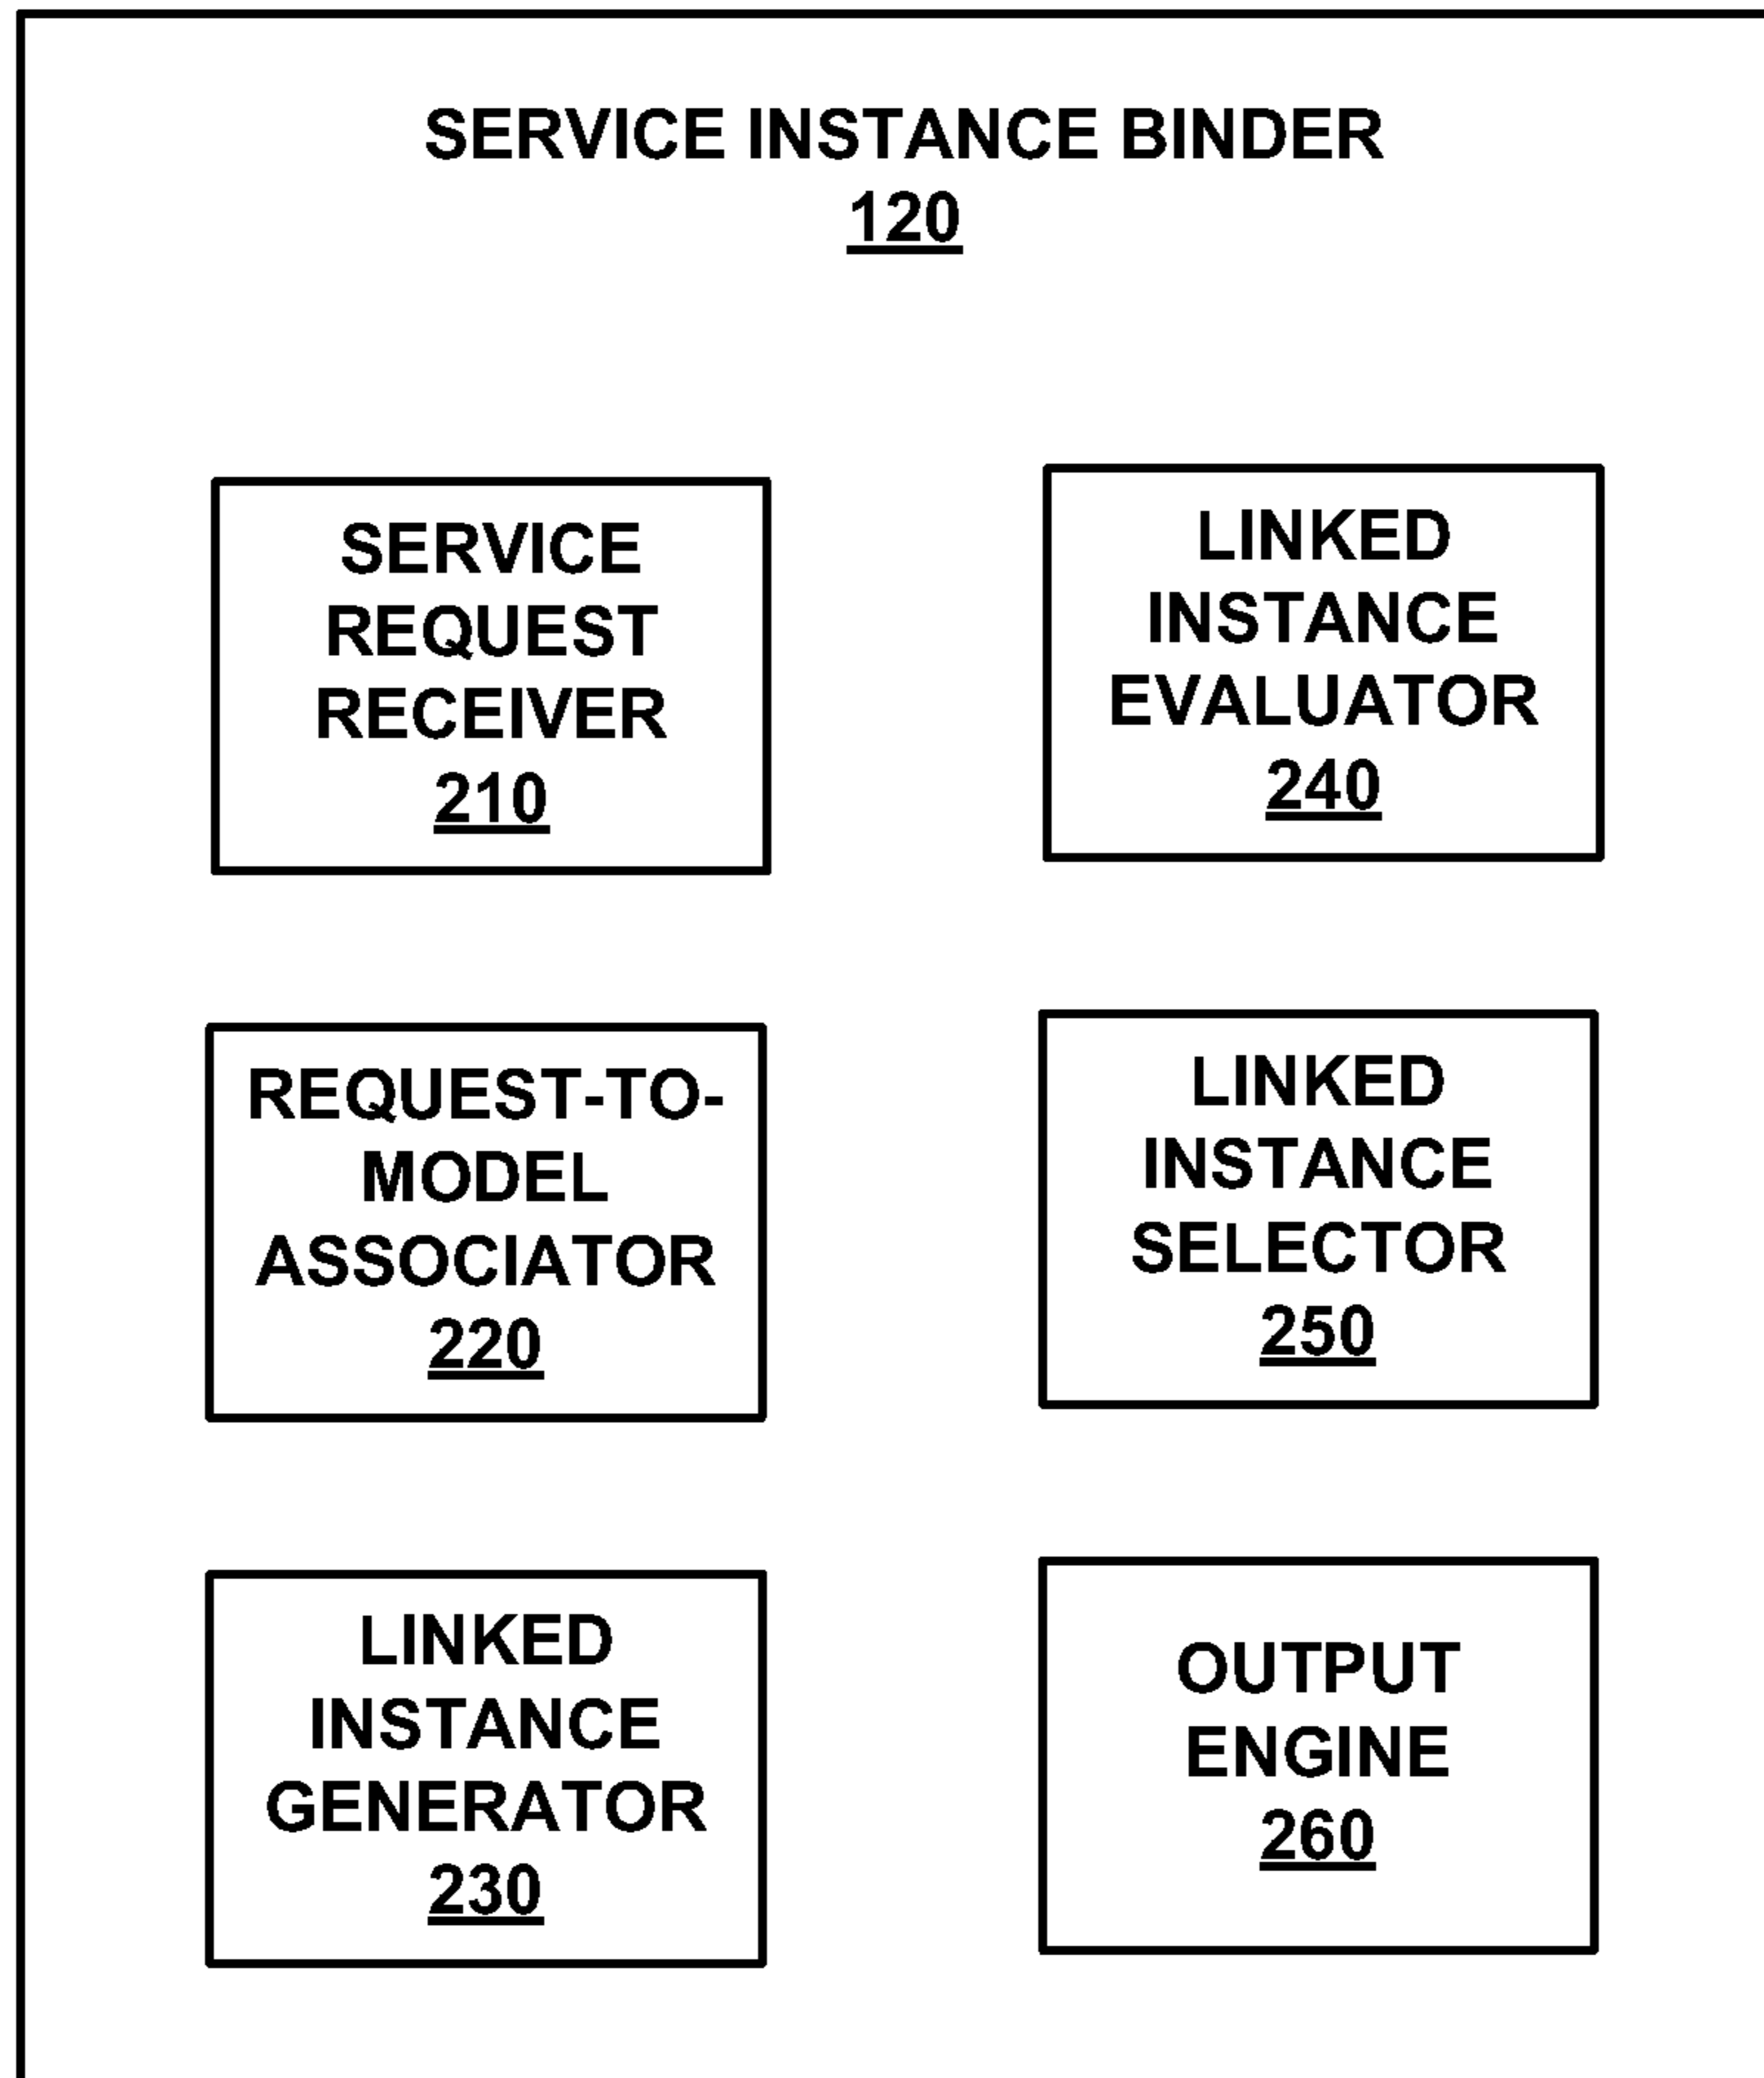 SERVICE INSTANCE BINDER
120
SERVICE
REQUEST
RECEIVER
210
LINKED
INSTANCE
EVALUATOR
240
REQUEST-TO-
MODEL
ASSOCIATOR
220
LINKED
INSTANCE
SELECTOR
250
LINKED
INSTANCE
GENERATOR
230
OUTPUT
ENGINE
260